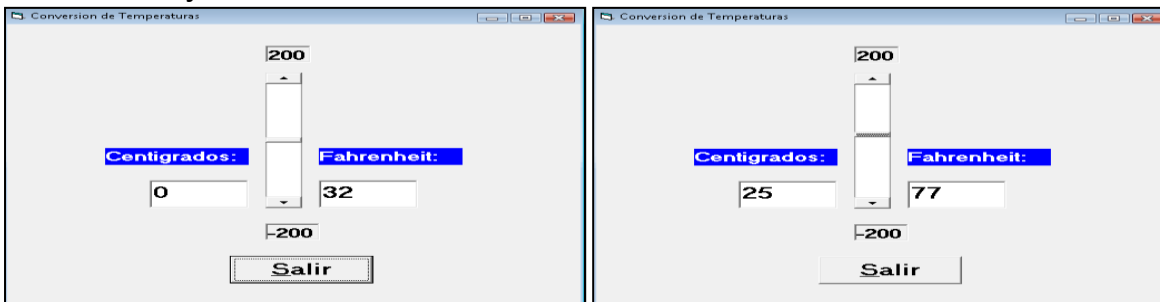 Conversion de Temperaturas
200
Centigrados:
Fahrenheit:
0
32
-200
Salir
Conversion de Temperaturas
200
Centigrados:
Fahrenheit:
25
77
-200
Salir